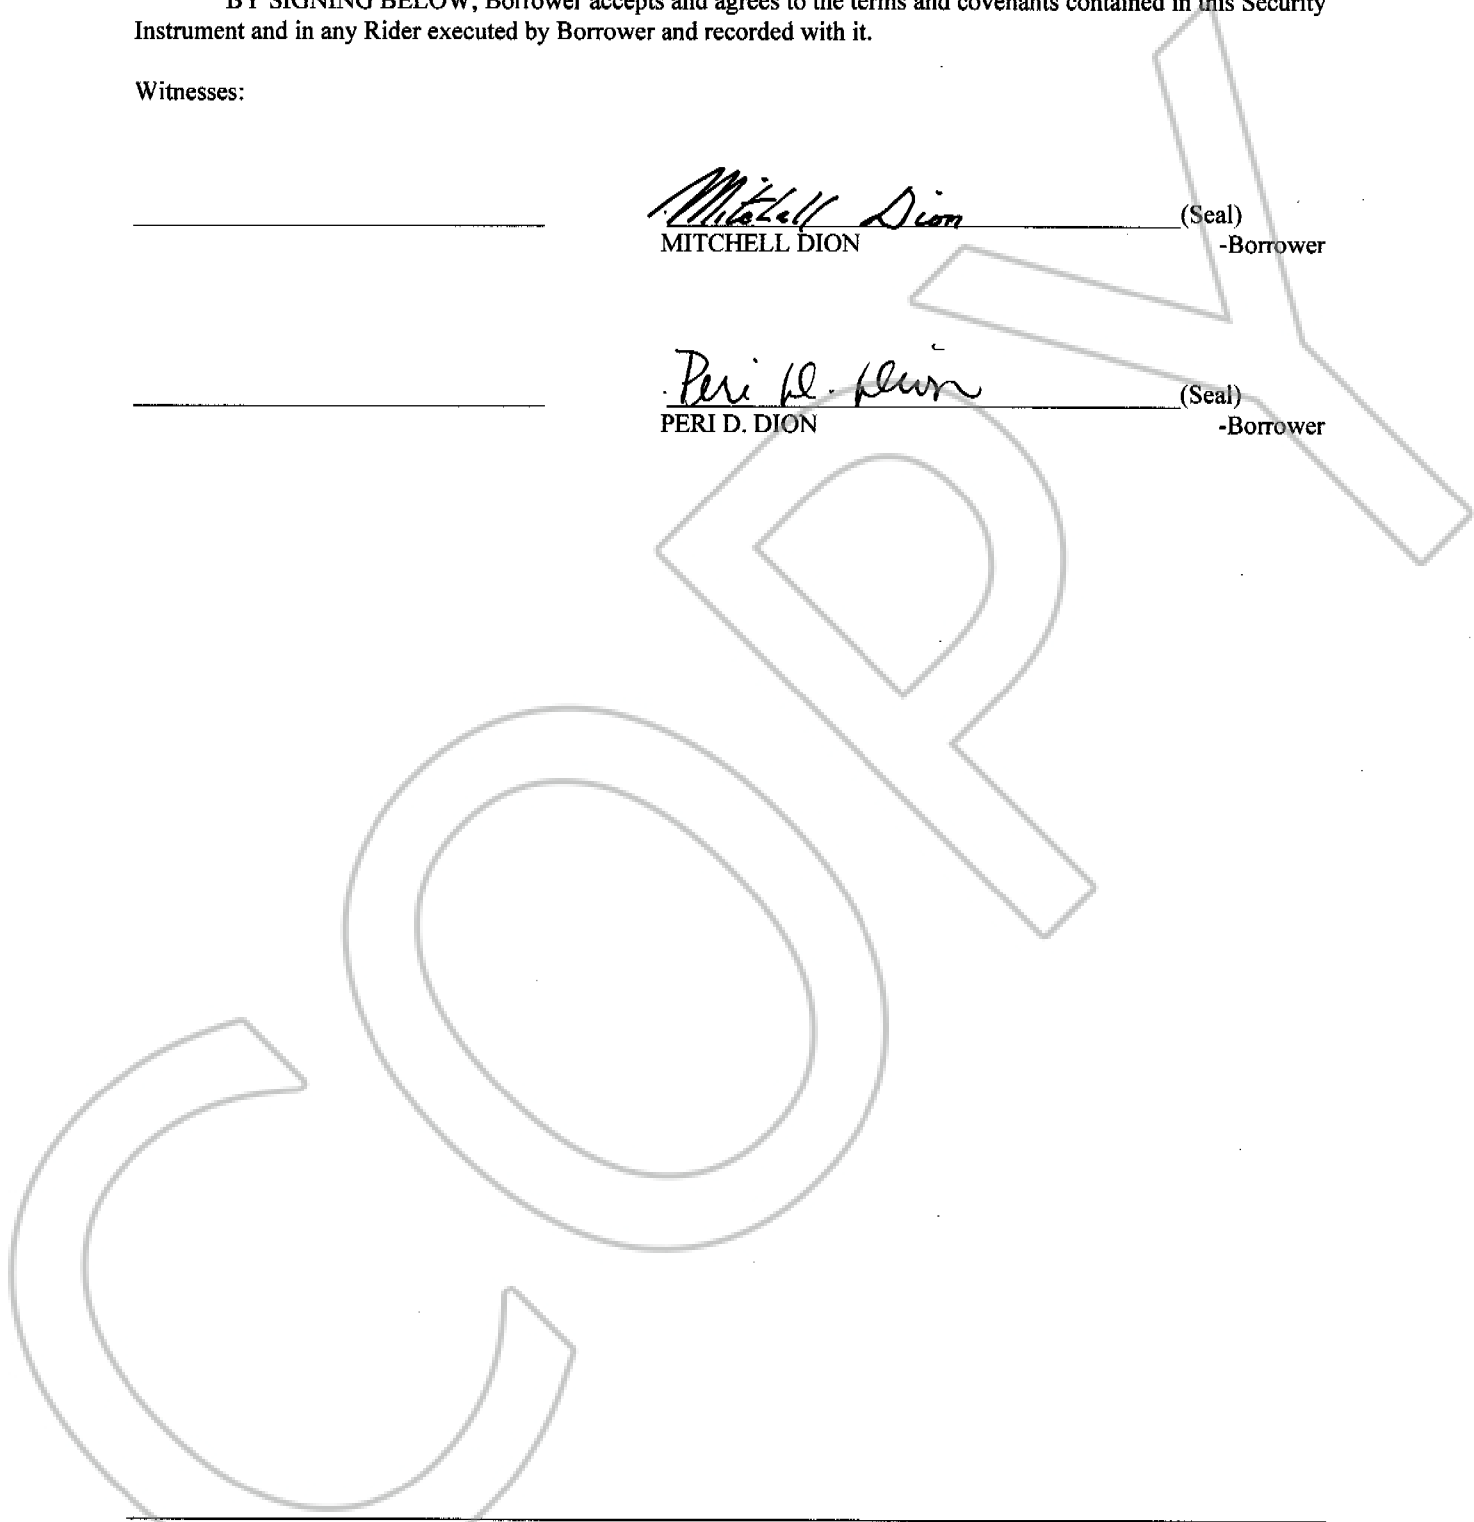 BY SIGNING BELOW, Borrower accepts and agrees to the terms and covenants contained in this Security
Instrument and in any Rider executed by Borrower and recorded with it.
Witnesses:
Mitchell Dion (Seal)
MITCHELL DION -Borrower
Peri D. Dion (Seal)
PERI D. DION -Borrower
COPY